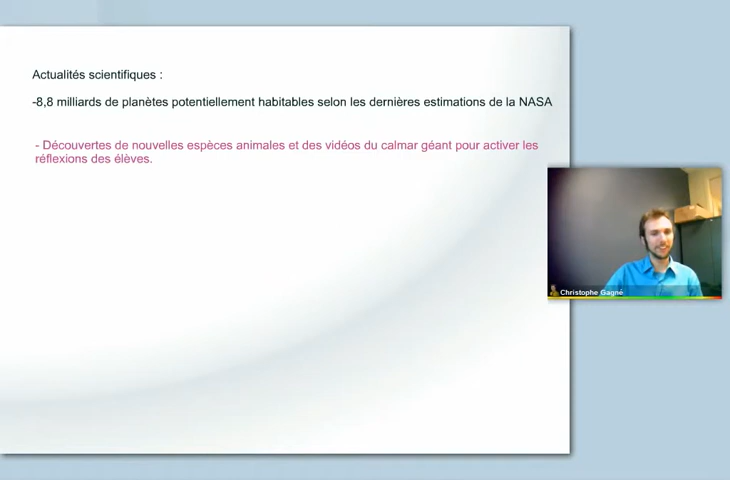 Actualités scientifiques :
-8,8 milliards de planètes potentiellement habitables selon les dernières estimations de la NASA
- Découvertes de nouvelles espèces animales et des vidéos du calmar géant pour activer les
réflexions des élèves.
Christophe Gagné